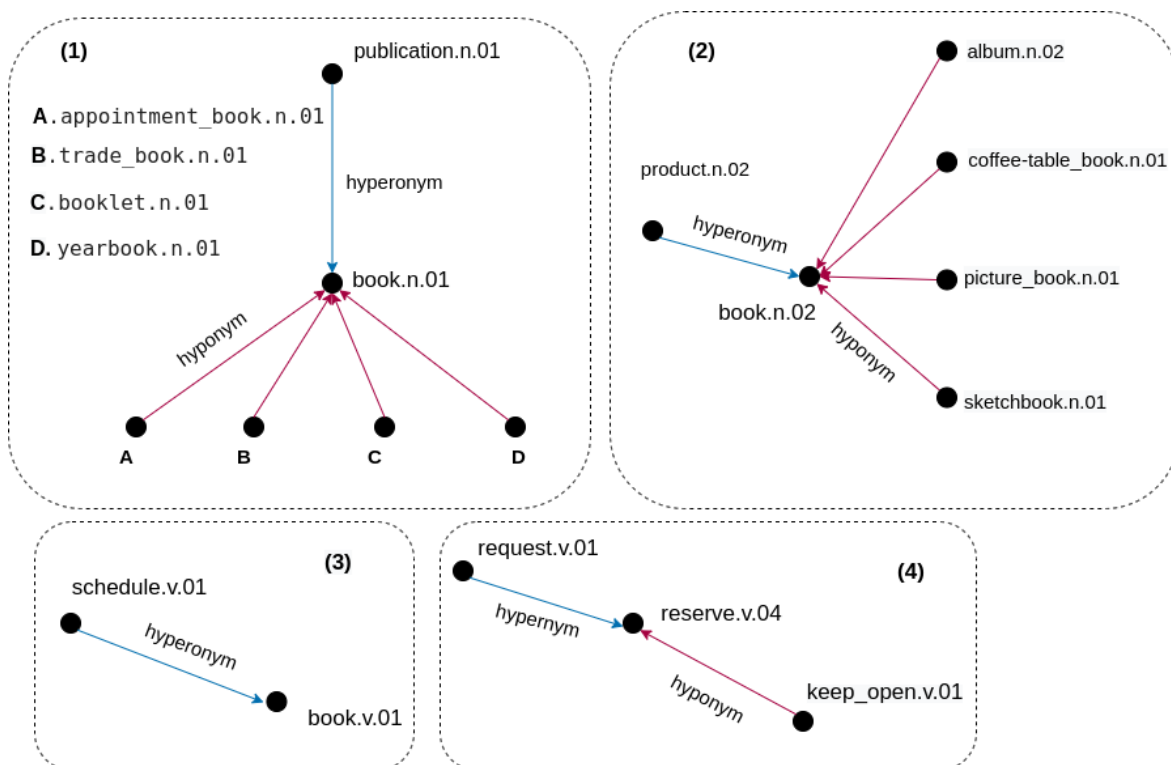 (1)
publication.n.01
A.appointment_book.n.01
B.trade_book.n.01
C.booklet.n.01
D. yearbook.n.01
hyperonym
book.n.01
hyponym
A
B
C
D
(2)
album.n.02
coffee-table_book.n.01
product.n.02
hyperonym
picture_book.n.01
book.n.02
hyponym
sketchbook.n.01
(3)
schedule.v.01
hyperonym
book.v.01
request.v.01
(4)
hypernym
reserve.v.04
hyponym
keep_open.v.01